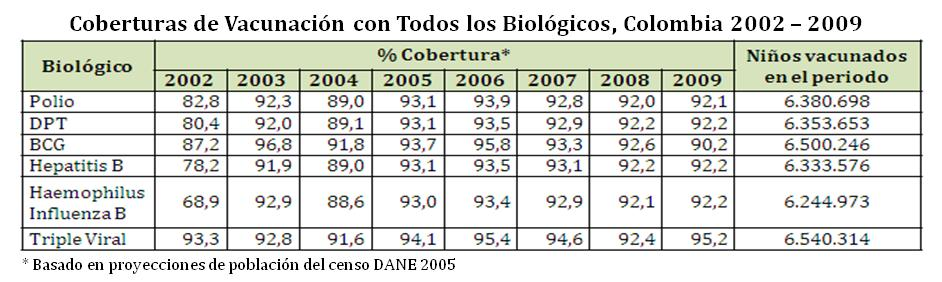 Coberturas de Vacunación con Todos los Biológicos, Colombia 2002 – 2009
Biológico % Cobertura* Niños vacunados en el periodo
2002 2003 2004 2005 2006 2007 2008 2009
Polio 82,8 92,3 89,0 93,1 93,9 92,8 92,0 92,1 6.380.698
DPT 80,4 92,0 89,1 93,1 93,5 92,9 92,2 92,2 6.353.653
BCG 87,2 96,8 91,8 93,7 95,8 93,3 92,6 90,2 6.500.246
Hepatitis B 78,2 91,9 89,0 93,1 93,5 93,1 92,2 92,2 6.333.576
Haemophilus Influenza B 68,9 92,9 88,6 93,0 93,4 92,9 92,1 92,2 6.244.973
Triple Viral 93,3 92,8 91,6 94,1 95,4 94,6 92,4 95,2 6.540.314
* Basado en proyecciones de población del censo DANE 2005